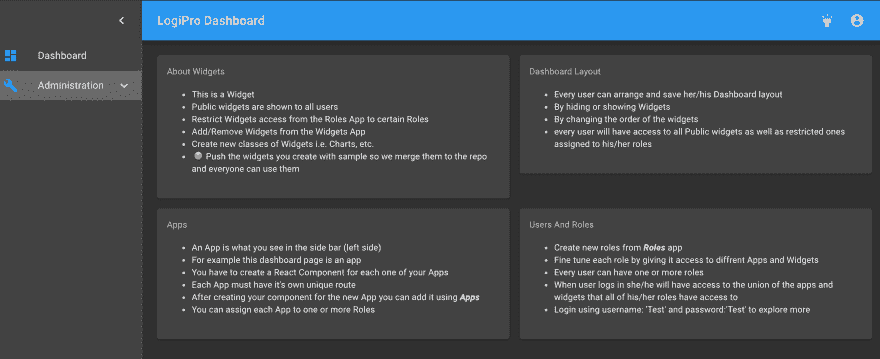 LogiPro Dashboard
Dashboard
Administration
About Widgets
This is a Widget
Public widgets are shown to all users
Restrict Widgets access from the Roles App to certain Roles
Add/Remove Widgets from the Widgets App
Create new classes of Widgets i.e. Charts, etc.
Push the widgets you create with sample so we merge them to the repo
and everyone can use them
Dashboard Layout
Every user can arrange and save her/his Dashboard layout
By hiding or showing Widgets
By changing the order of the widgets
every user will have access to all Public widgets as well as restricted ones
assigned to his/her roles
Apps
An App is what you see in the side bar (left side)
For example this dashboard page is an app
You have to create a React Component for each one of your Apps
Each App must have it's own unique route
After creating your component for the new App you can add it using Apps
You can assign each App to one or more Roles
Users And Roles
Create new roles from Roles app
Fine tune each role by giving it access to diffrent Apps and Widgets
Every user can have one or more roles
When user logs in she/he will have access to the union of the apps and
widgets that all of his/her roles have access to
Login using username: 'Test' and password:'Test' to explore more